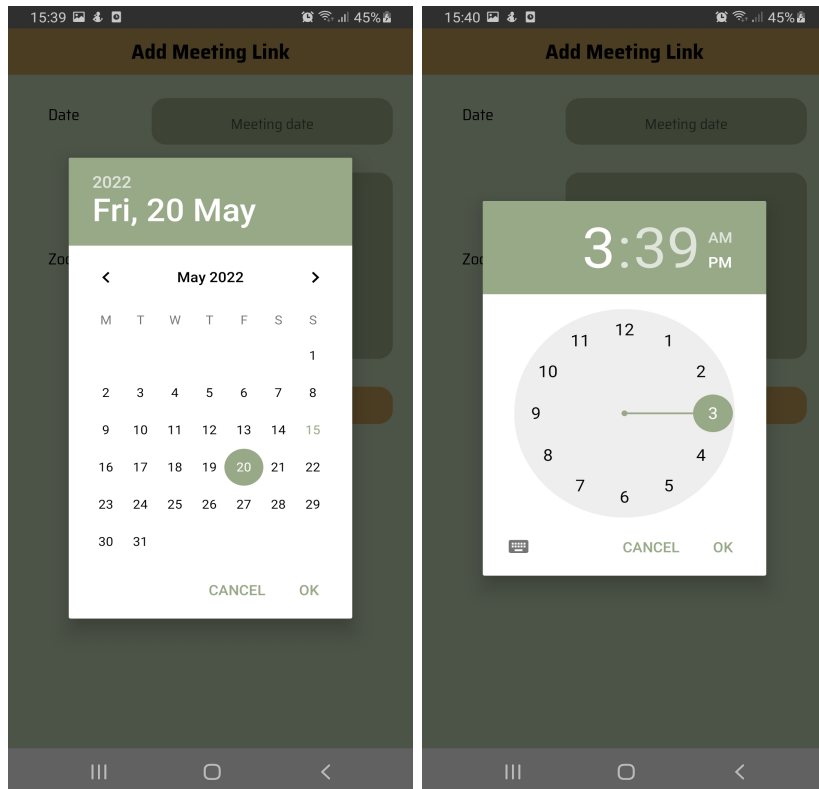 15:39 45%
Add Meeting Link
Date Meeting date
2022
Fri, 20 May
Zoo
May 2022
M T W T F S S
1
2 3 4 5 6 7 8
9 10 11 12 13 14 15
16 17 18 19 20 21 22
23 24 25 26 27 28 29
30 31
CANCEL OK
15:40 45%
Add Meeting Link
Date Meeting date
3:39 AM
PM
Zoo
12
11 1
10 2
9 3
8 4
7 5
6
CANCEL OK